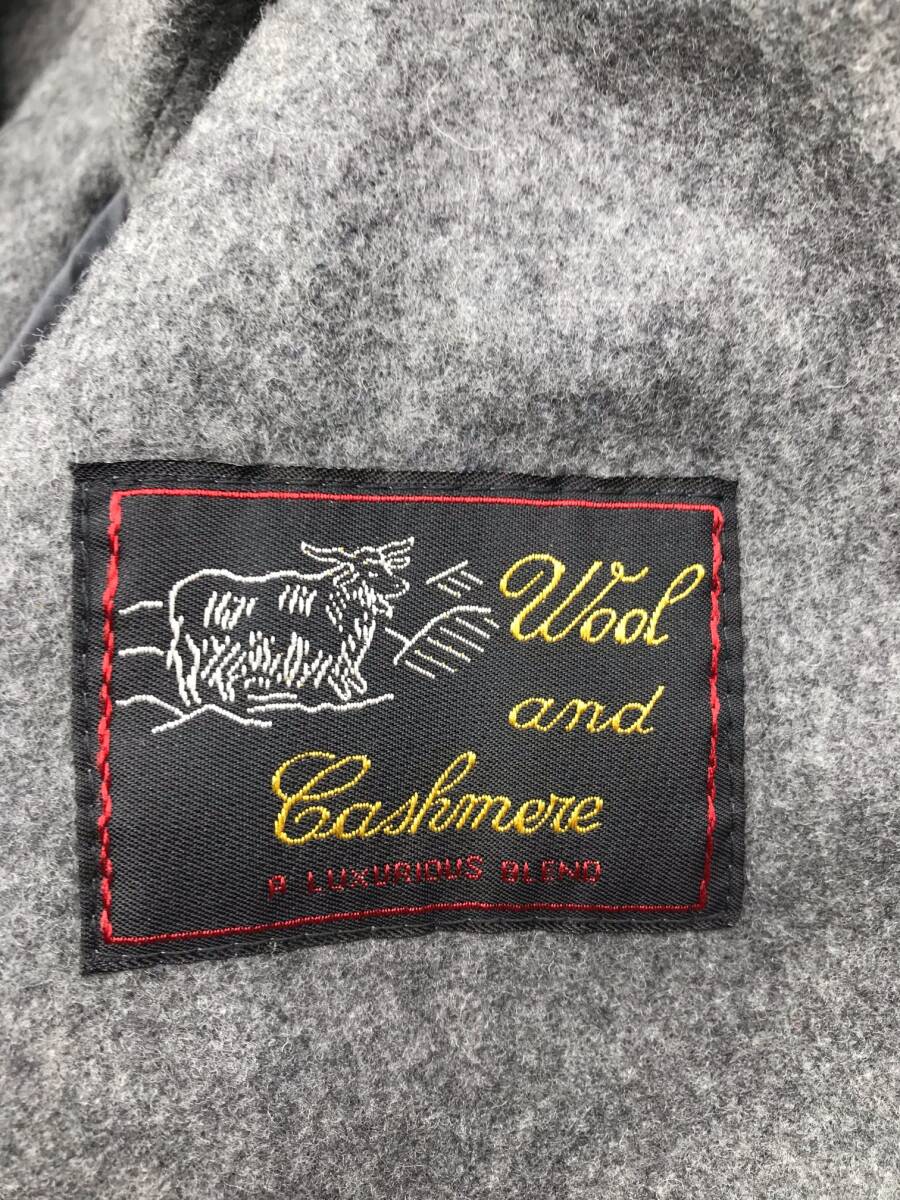 Wool
and
Cashmere
A LUXURIOUS BLEND